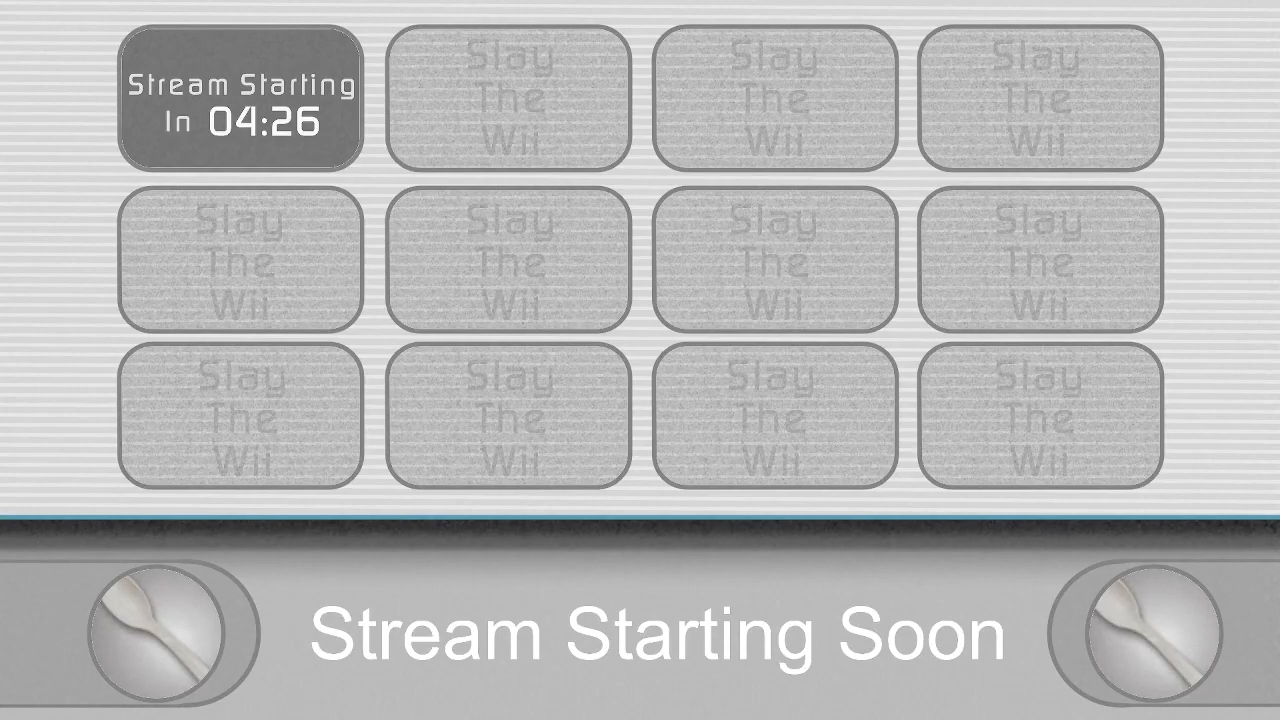 Stream Starting
In 04:26
Slay
The
Wii
Slay
The
Wii
Slay
The
Wii
Slay
The
Wii
Slay
The
Wii
Slay
The
Wii
Slay
The
Wii
Slay
The
Wii
Slay
The
Wii
Slay
The
Wii
Slay
The
Wii
Stream Starting Soon